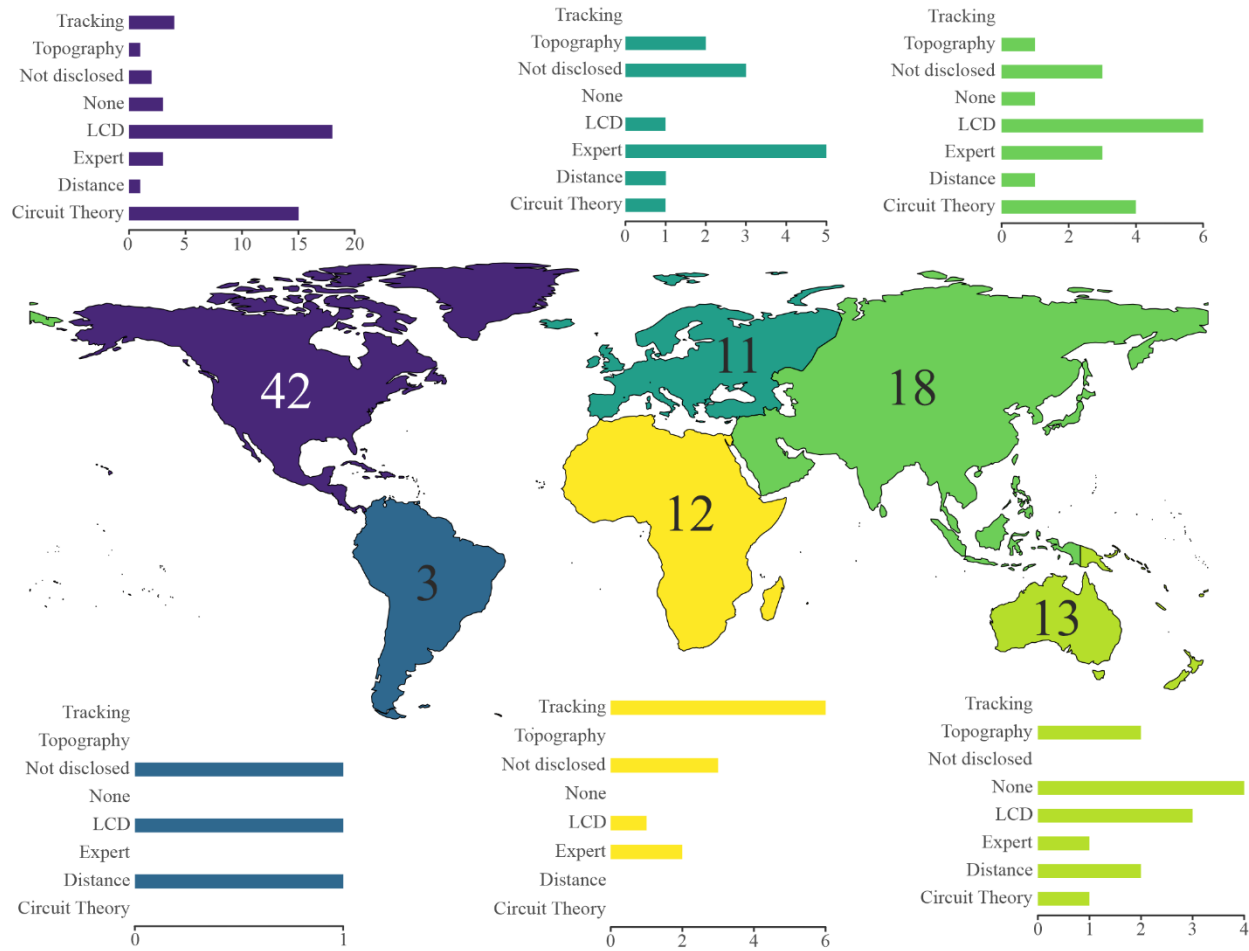 Tracking
Topography
Not disclosed
None
LCD
Expert
Distance
Circuit Theory
0 5 10 15 20
Tracking
Topography
Not disclosed
None
LCD
Expert
Distance
Circuit Theory
0 1 2 3 4 5
Tracking
Topography
Not disclosed
None
LCD
Expert
Distance
Circuit Theory
0 2 4 6
42
11
18
12
3
13
Tracking
Topography
Not disclosed
None
LCD
Expert
Distance
Circuit Theory
0 1
Tracking
Topography
Not disclosed
None
LCD
Expert
Distance
Circuit Theory
0 2 4 6
Tracking
Topography
Not disclosed
None
LCD
Expert
Distance
Circuit Theory
0 1 2 3 4